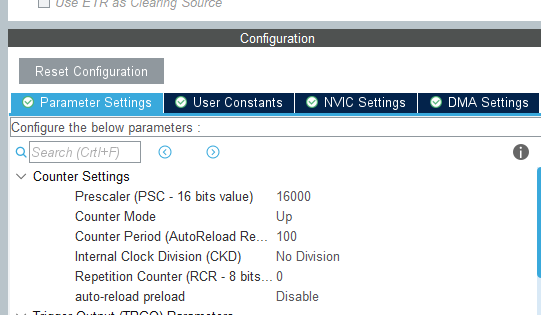 Use ETR as Clearing Source
Configuration
Reset Configuration
Parameter Settings User Constants NVIC Settings DMA Settings
Configure the below parameters :
Search (Crtl+F)
Counter Settings
Prescaler (PSC - 16 bits value) 16000
Counter Mode Up
Counter Period (AutoReload Re... 100
Internal Clock Division (CKD) No Division
Repetition Counter (RCR - 8 bits... 0
auto-reload preload Disable
Trigger Output (TRGO) Parameters